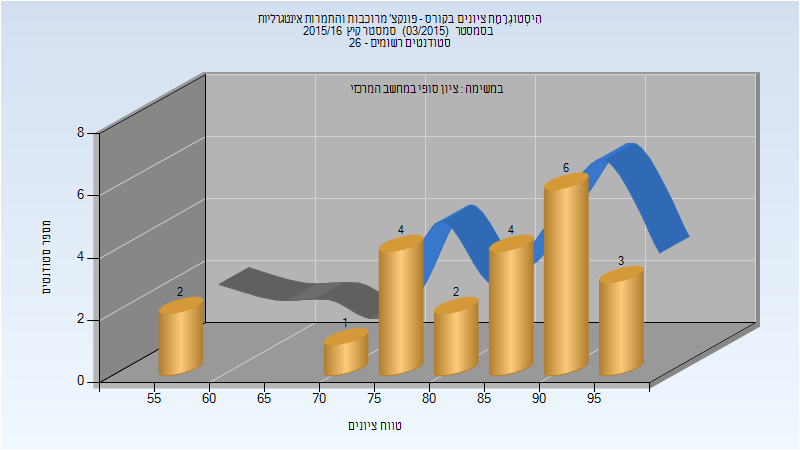 היסטוגרמת ציונים בקורס - פונקצ' מרוכבות והתמרות אינטגרליות
בסמסטר (03/2015) סמסטר קיץ 2015/16
סטודנטים רשומים - 26
במשימה : ציון סופי במחשב המרכזי
מספר סטודנטים
8
6
4
2
0
2
1
4
2
4
6
3
55 60 65 70 75 80 85 90 95
טווח ציונים